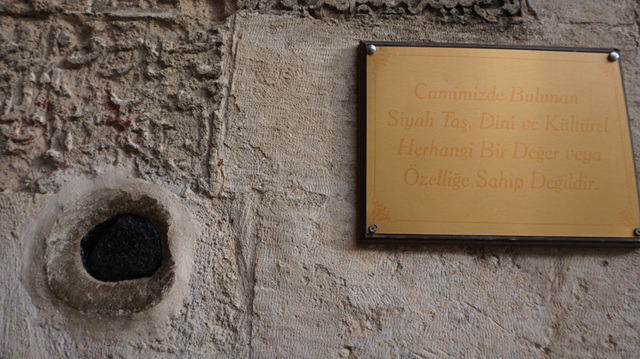 Camimizde Bulunan
Siyah Taş, Dini ve Kültürel
Herhangi Bir Değer veya
Özelliğe Sahip Değildir.